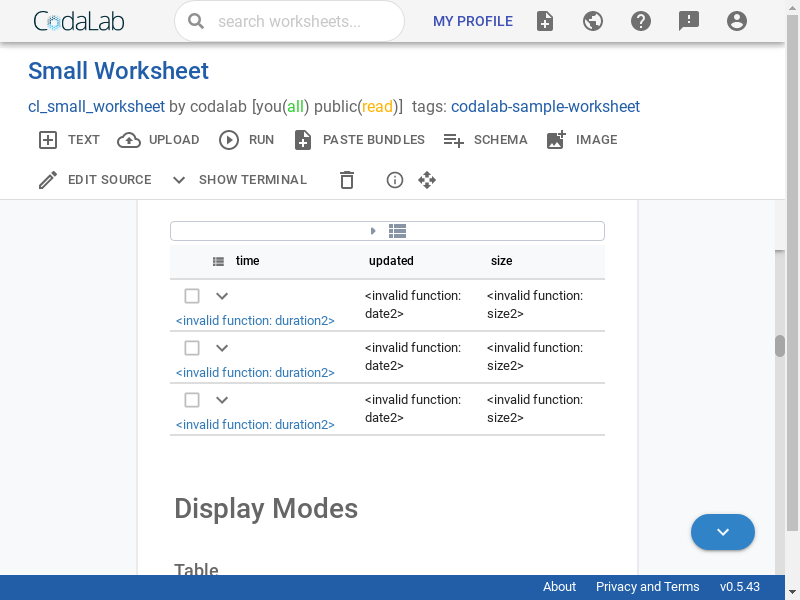 CodaLab search worksheets... MY PROFILE
Small Worksheet
cl_small_worksheet by codalab [you(all) public(read)] tags: codalab-sample-worksheet
TEXT UPLOAD RUN PASTE BUNDLES SCHEMA IMAGE
EDIT SOURCE SHOW TERMINAL
time updated size
<invalid function: date2> <invalid function: size2>
<invalid function: duration2>
<invalid function: date2> <invalid function: size2>
<invalid function: duration2>
<invalid function: date2> <invalid function: size2>
<invalid function: duration2>
Display Modes
Table
About Privacy and Terms v0.5.43